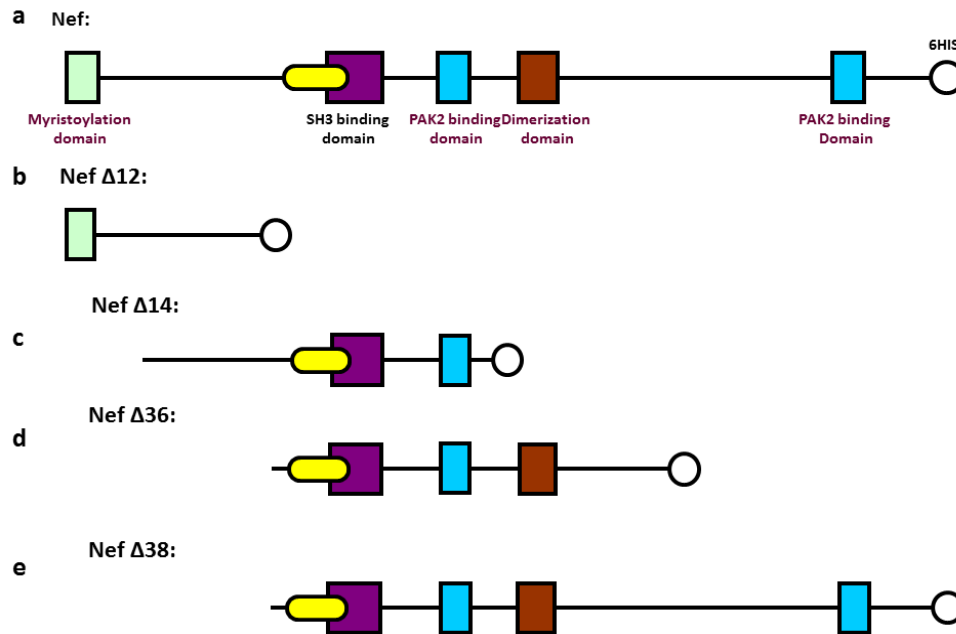 a Nef:
6HIS
Myristoylation domain
SH3 binding domain
PAK2 binding domain
Dimerization domain
PAK2 binding Domain
b Nef Δ12:
Nef Δ14:
c
Nef Δ36:
d
Nef Δ38:
e